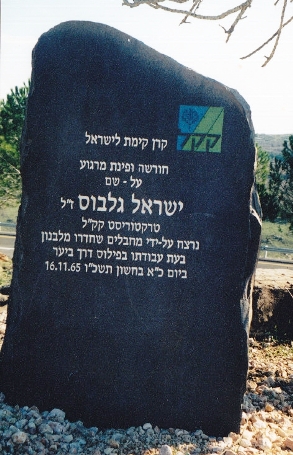 קק"ל
קרן קימת לישראל
חורשה ופינת מרגוע
על - שם
ישראל גלבוס ז"ל
טרקטוריסט קק"ל
נרצח על-ידי מחבלים שחדרו מלבנון
בעת עבודתו בפילוס דרך ביער
ביום כ"א בחשון תשכ"ו 16.11.65